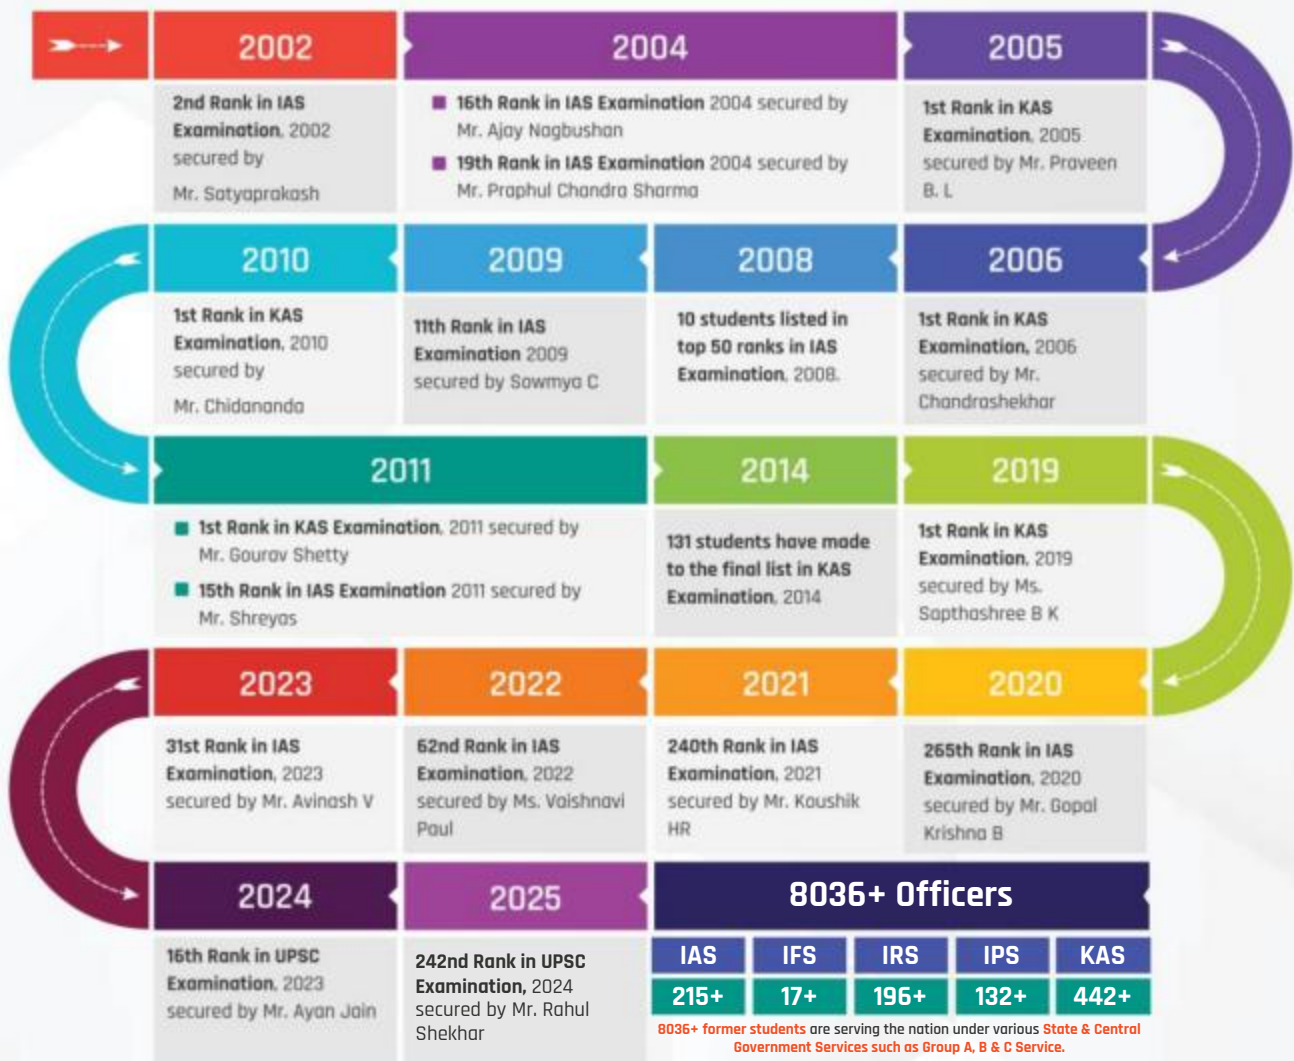 2002
2nd Rank in IAS
Examination, 2002
secured by
Mr. Satyaprakash
2004
16th Rank in IAS Examination 2004 secured by
Mr. Ajay Nagbushan
19th Rank in IAS Examination 2004 secured by
Mr. Praphul Chandra Sharma
2005
1st Rank in KAS
Examination, 2005
secured by Mr. Praveen
B. L
2006
1st Rank in KAS
Examination, 2006
secured by Mr.
Chandrashekhar
2008
10 students listed in
top 50 ranks in IAS
Examination, 2008.
2009
11th Rank in IAS
Examination 2009
secured by Sowmya C
2010
1st Rank in KAS
Examination, 2010
secured by
Mr. Chidananda
2011
1st Rank in KAS Examination, 2011 secured by
Mr. Gourav Shetty
15th Rank in IAS Examination 2011 secured by
Mr. Shreyas
2014
131 students have made
to the final list in KAS
Examination, 2014
2019
1st Rank in KAS
Examination, 2019
secured by Ms.
Sapthashree B K
2020
265th Rank in IAS
Examination, 2020
secured by Mr. Gopal
Krishna B
2021
240th Rank in IAS
Examination, 2021
secured by Mr. Koushik
HR
2022
62nd Rank in IAS
Examination, 2022
secured by Ms. Vaishnavi
Paul
2023
31st Rank in IAS
Examination, 2023
secured by Mr. Avinash V
2024
16th Rank in UPSC
Examination, 2023
secured by Mr. Ayan Jain
2025
242nd Rank in UPSC
Examination, 2024
secured by Mr. Rahul
Shekhar
8036+ Officers
IAS IFS IRS IPS KAS
215+ 17+ 196+ 132+ 442+
8036+ former students are serving the nation under various State & Central
Government Services such as Group A, B & C Service.